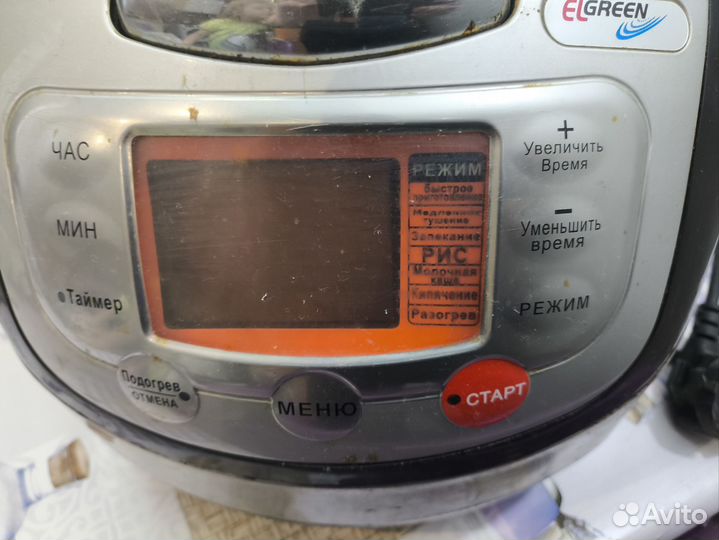 ELGREEN
ЧАС
МИН
Таймер
РЕЖИМ
Быстрое
приготовление
Медленное
тушение
Запекание
РИС
Молочная
каша
Кипячение
Разогрев
+
Увеличить
Время
-
Уменьшить
время
РЕЖИМ
Подогрев
ОТМЕНА
МЕНЮ
СТАРТ
Avito